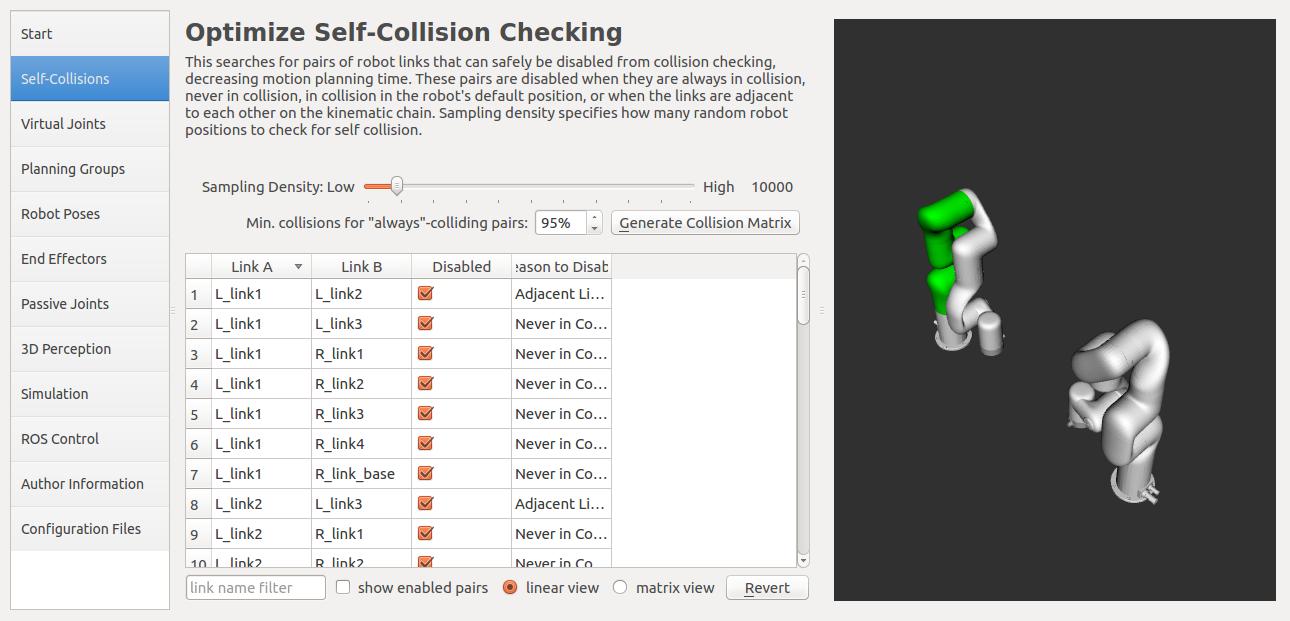 Start
Self-Collisions
Virtual Joints
Planning Groups
Robot Poses
End Effectors
Passive Joints
3D Perception
Simulation
ROS Control
Author Information
Configuration Files
Optimize Self-Collision Checking
This searches for pairs of robot links that can safely be disabled from collision checking,
decreasing motion planning time. These pairs are disabled when they are always in collision,
never in collision, in collision in the robot's default position, or when the links are adjacent
to each other on the kinematic chain. Sampling density specifies how many random robot
positions to check for self collision.
Sampling Density: Low High 10000
Min. collisions for "always"-colliding pairs: 95% Generate Collision Matrix
Link A Link B Disabled eason to Disab
1 L_link1 L_link2 Adjacent Li...
2 L_link1 L_link3 Never in Co...
3 L_link1 R_link1 Never in Co...
4 L_link1 R_link2 Never in Co...
5 L_link1 R_link3 Never in Co...
6 L_link1 R_link4 Never in Co...
7 L_link1 R_link_base Never in Co...
8 L_link2 L_link3 Adjacent Li...
9 L_link2 R_link1 Never in Co...
10 L_link2 R_link2 Never in Co...
link name filter show enabled pairs linear view matrix view Revert